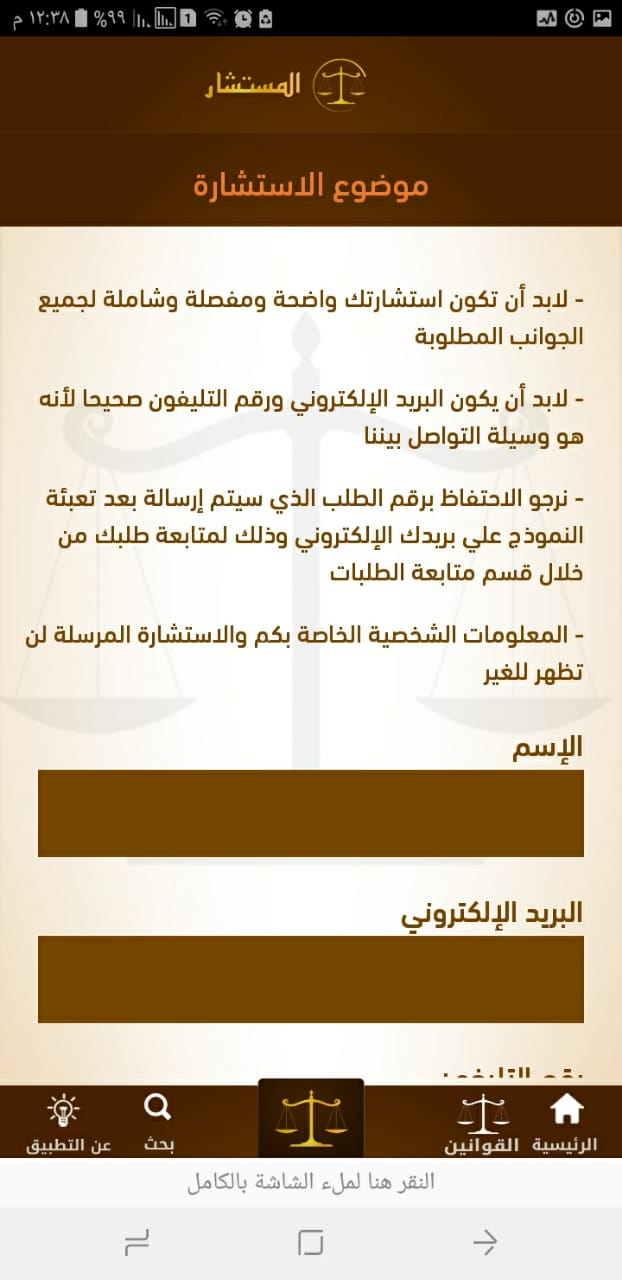 ١٢:٣٨ م %٩٩ 1
المستشار
موضوع الاستشارة
- لابد أن تكون استشارتك واضحة ومفصلة وشاملة لجميع
الجوانب المطلوبة
- لابد أن يكون البريد الإلكتروني ورقم التليفون صحيحا لأنه
هو وسيلة التواصل بيننا
- نرجو الاحتفاظ برقم الطلب الذي سيتم إرسالة بعد تعبئة
النموذج علي بريدك الإلكتروني وذلك لمتابعة طلبك من
خلال قسم متابعة الطلبات
- المعلومات الشخصية الخاصة بكم والاستشارة المرسلة لن
تظهر للغير
الإسم
البريد الإلكتروني
الرئيسية القوانين بحث عن التطبيق
النقر هنا لملء الشاشة بالكامل